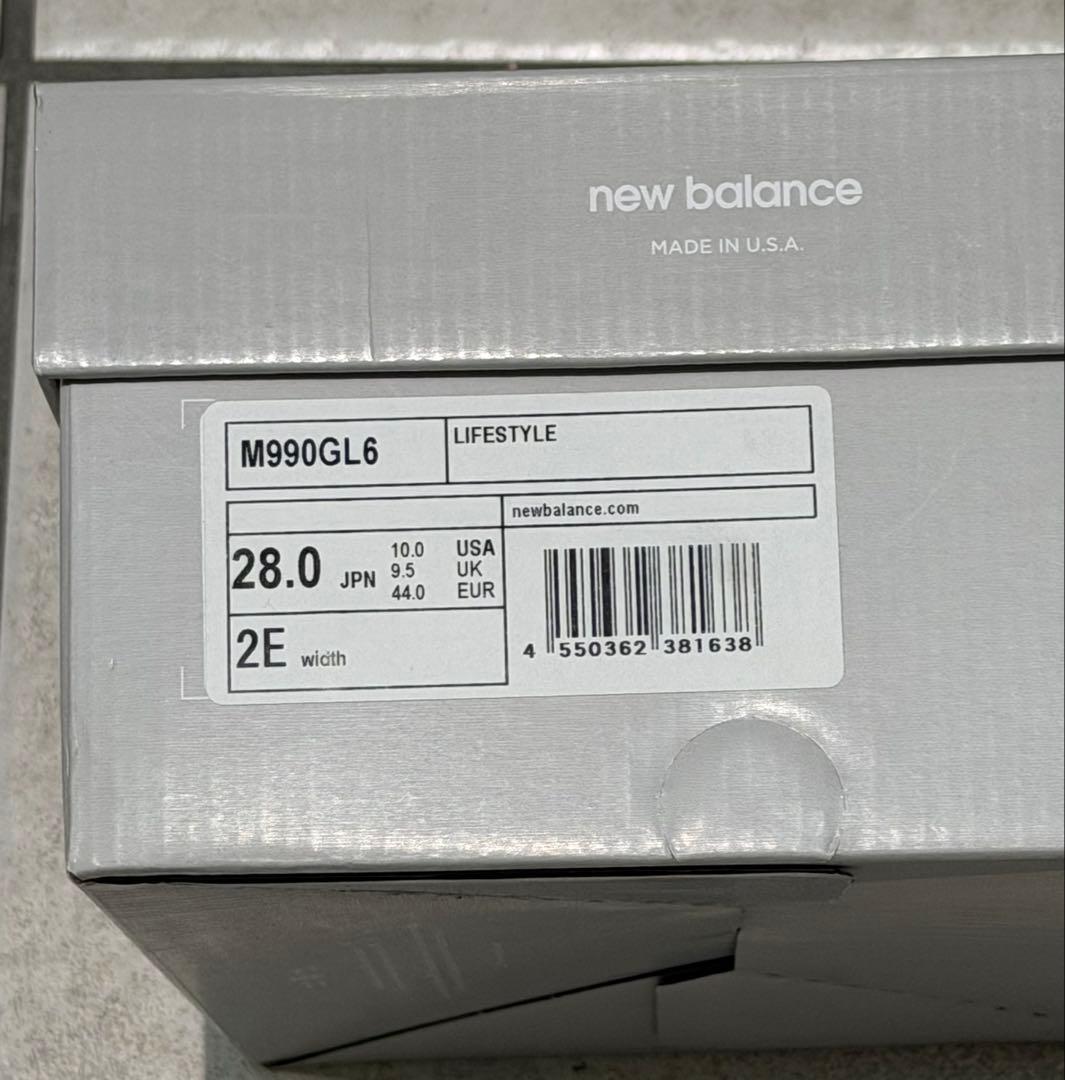 new balance
MADE IN U.S.A.
M990GL6
LIFESTYLE
newbalance.com
28.0 JPN
10.0 USA
9.5 UK
44.0 EUR
2E width
4 550362 381638